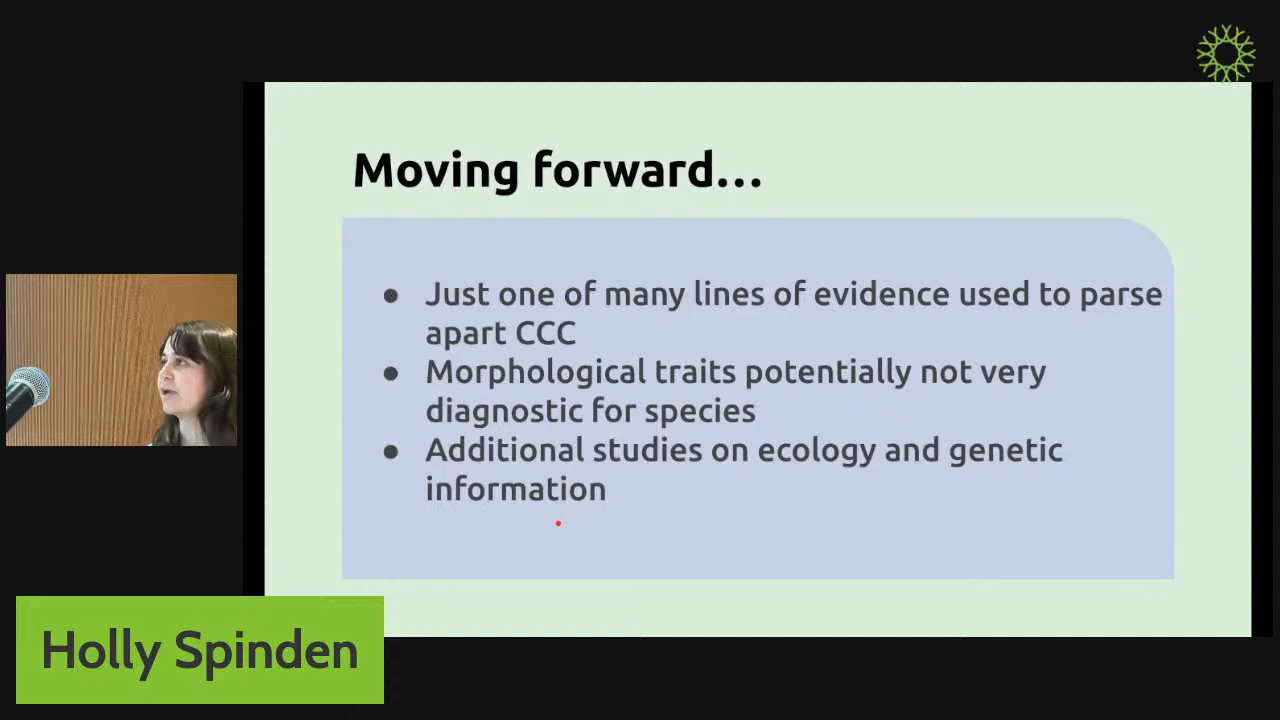 Moving forward...
● Just one of many lines of evidence used to parse
apart CCC
● Morphological traits potentially not very
diagnostic for species
● Additional studies on ecology and genetic
information
Holly Spinden